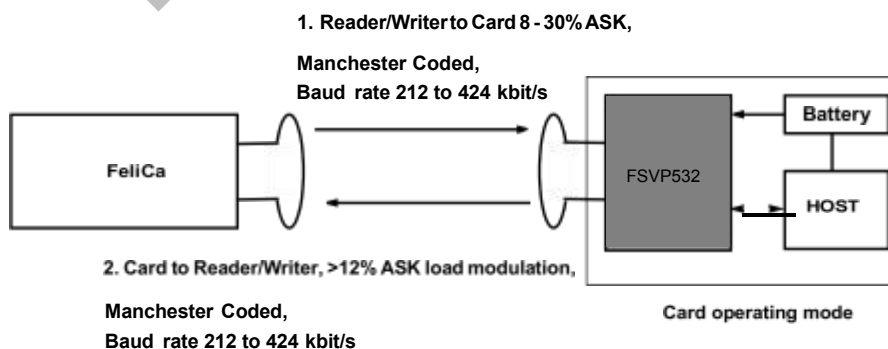 1. Reader/Writer to Card 8 - 30% ASK,
Manchester Coded,
Baud rate 212 to 424 kbit/s
Battery
FeliCa
FSVP532
HOST
2. Card to Reader/Writer, >12% ASK load modulation,
Manchester Coded,
Baud rate 212 to 424 kbit/s
Card operating mode